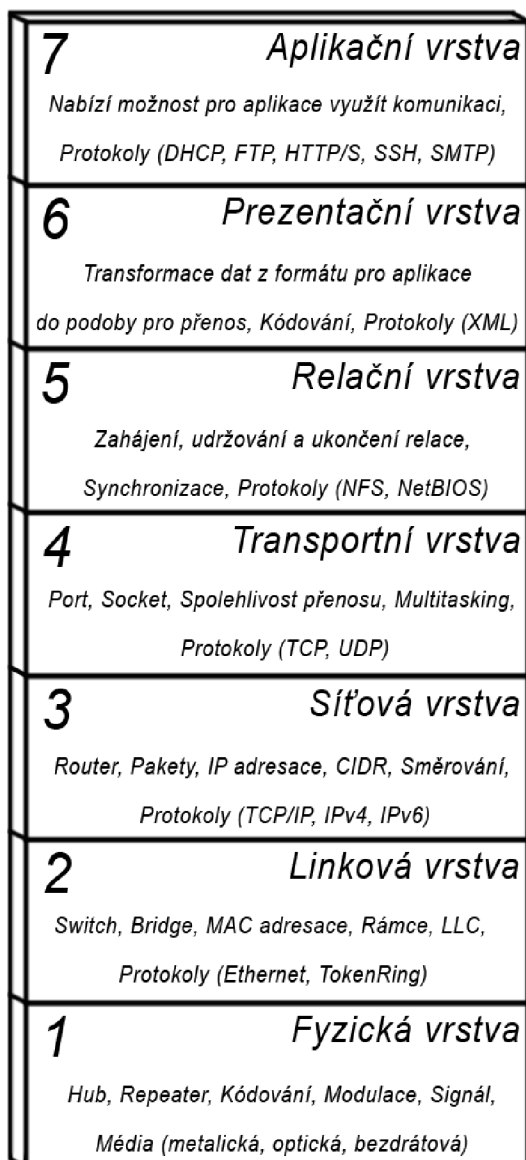 7 Aplikační vrstva
Nabízí možnost pro aplikace využít komunikaci,
Protokoly (DHCP, FTP, HTTP/S, SSH, SMTP)
6 Prezentační vrstva
Transformace dat z formátu pro aplikace
do podoby pro přenos, Kódování, Protokoly (XML)
5 Relační vrstva
Zahájení, udržování a ukončení relace,
Synchronizace, Protokoly (NFS, NetBIOS)
4 Transportní vrstva
Port, Socket, Spolehlivost přenosu, Multitasking,
Protokoly (TCP, UDP)
3 Síťová vrstva
Router, Pakety, IP adresace, CIDR, Směrování,
Protokoly (TCP/IP, IPv4, IPv6)
2 Linková vrstva
Switch, Bridge, MAC adresace, Rámce, LLC,
Protokoly (Ethernet, TokenRing)
1 Fyzická vrstva
Hub, Repeater, Kódování, Modulace, Signál,
Média (metalická, optická, bezdrátová)